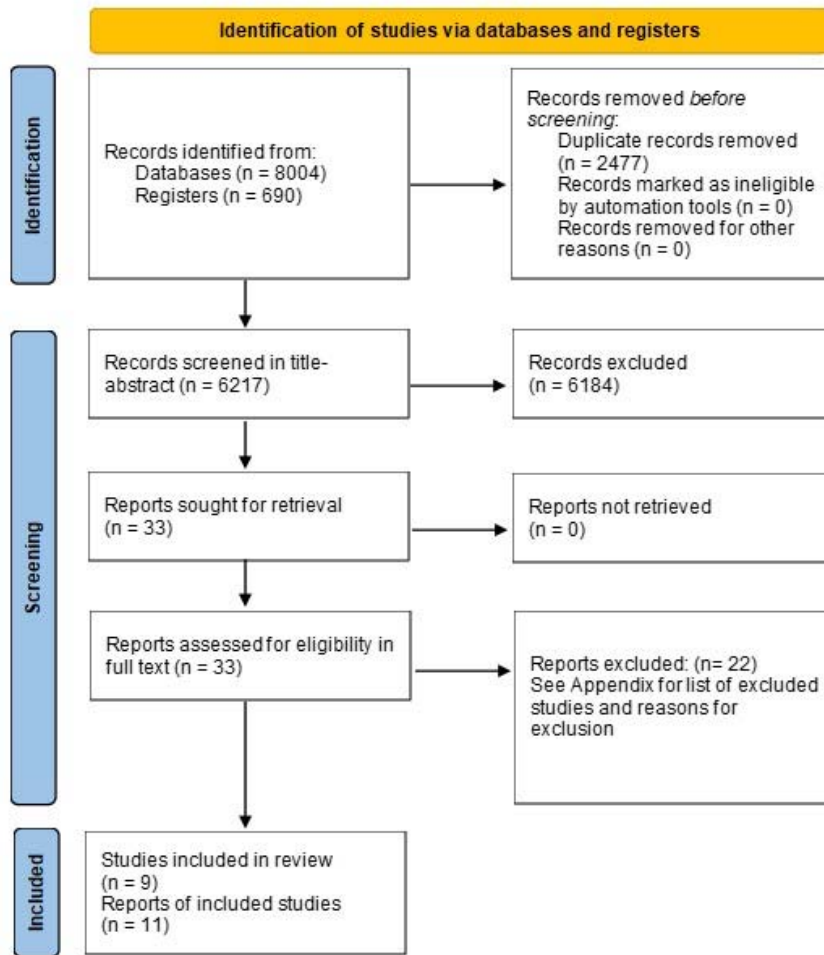 Identification of studies via databases and registers
Identification
Records identified from:
Databases (n = 8004)
Registers (n = 690)
Records removed before
screening:
Duplicate records removed
(n = 2477)
Records marked as ineligible
by automation tools (n = 0)
Records removed for other
reasons (n = 0)
Screening
Records screened in title-
abstract (n = 6217)
Records excluded
(n = 6184)
Reports sought for retrieval
(n = 33)
Reports not retrieved
(n = 0)
Reports assessed for eligibility in
full text (n = 33)
Reports excluded: (n= 22)
See Appendix for list of excluded
studies and reasons for
exclusion
Included
Studies included in review
(n = 9)
Reports of included studies
(n = 11)